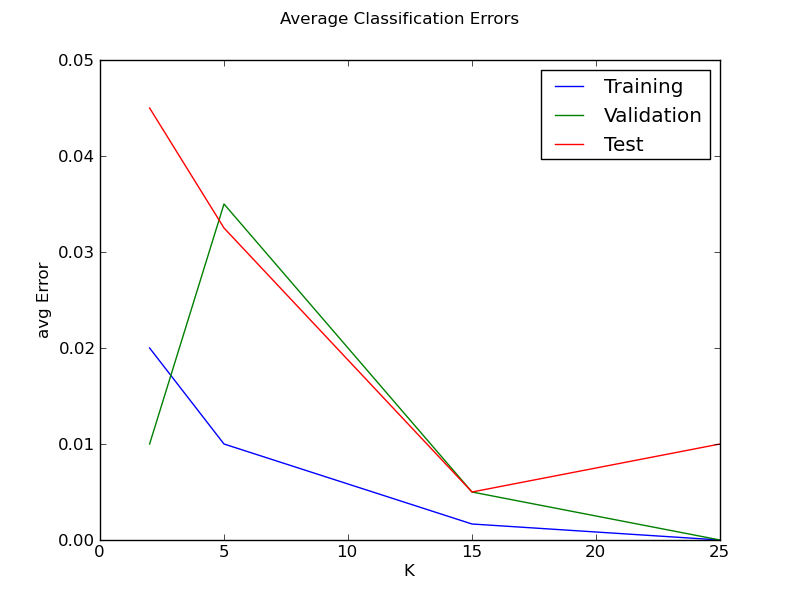 Average Classification Errors
0.05
0.04
0.03
0.02
0.01
0.00
avg Error
Training
Validation
Test
0 5 10 15 20 25
K